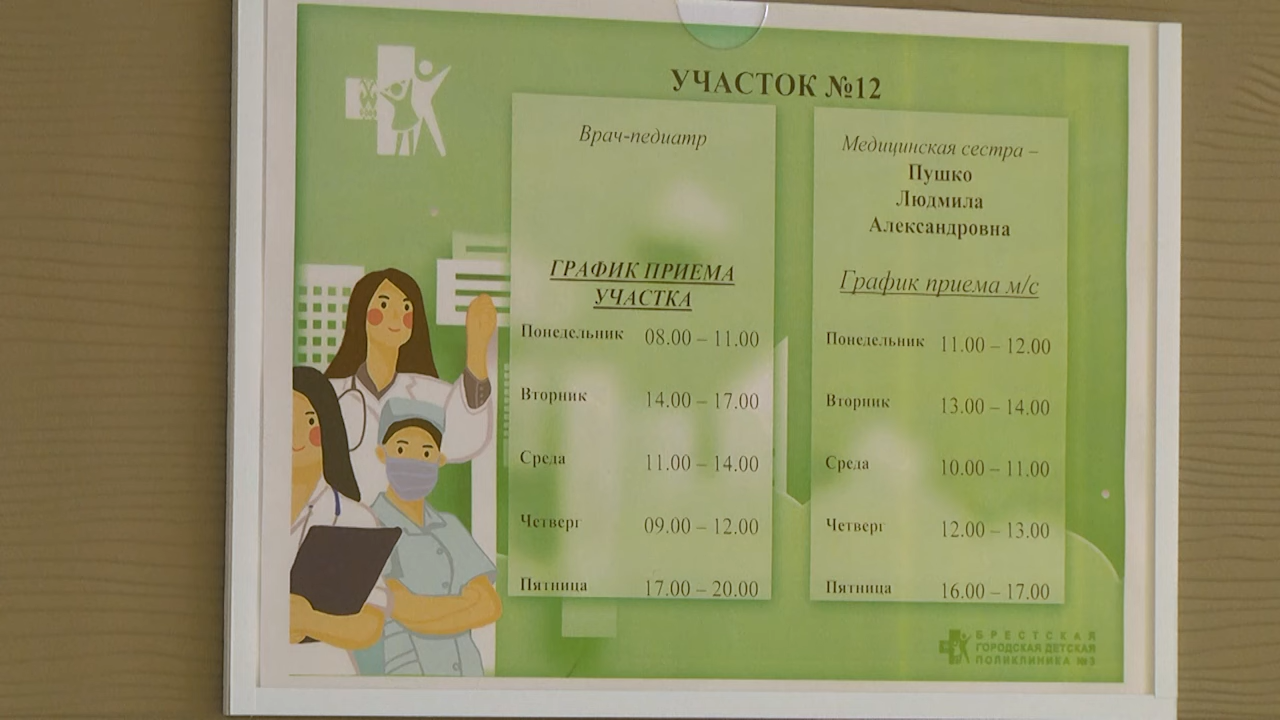 УЧАСТОК №12
Врач-педиатр
ГРАФИК ПРИЕМА
УЧАСТКА
Понедельник 08.00 – 11.00
Вторник 14.00 – 17.00
Среда 11.00 – 14.00
Четверг 09.00 – 12.00
Пятница 17.00 – 20.00
Медицинская сестра –
Пушко
Людмила
Александровна
График приема м/с
Понедельник 11.00 – 12.00
Вторник 13.00 – 14.00
Среда 10.00 – 11.00
Четверг 12.00 – 13.00
Пятница 16.00 – 17.00
БРЕСТСКАЯ
ГОРОДСКАЯ ДЕТСКАЯ
ПОЛИКЛИНИКА